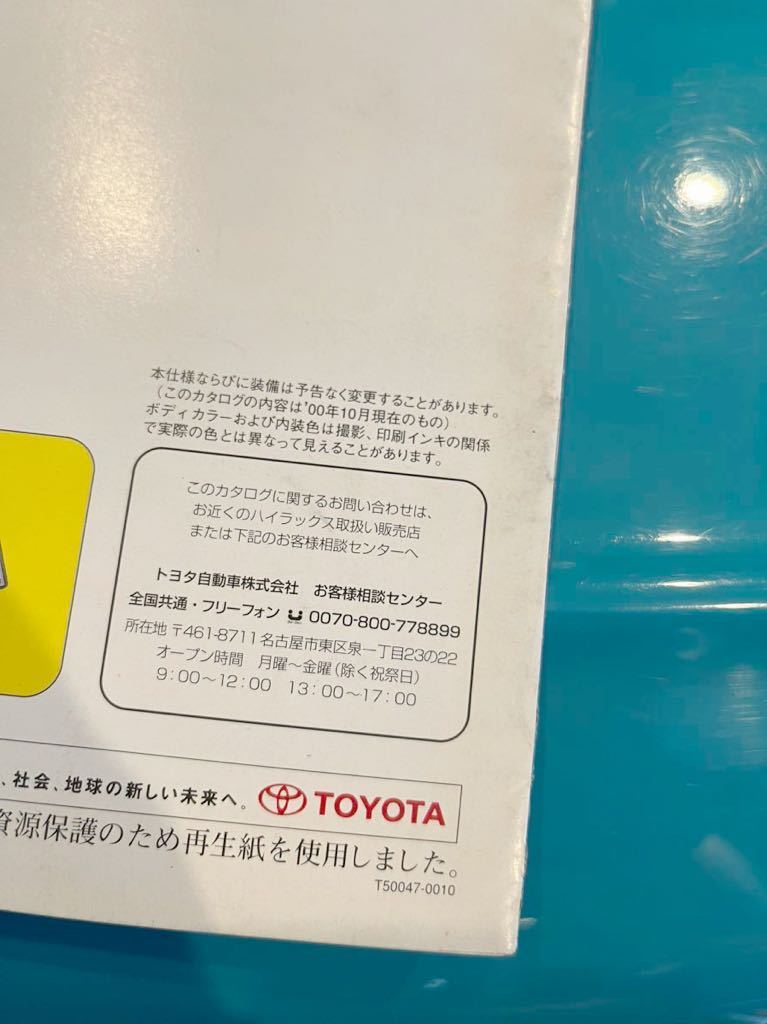 本仕様ならびに装備は予告なく変更することがあります。
（このカタログの内容は'00年10月現在のもの）
ボディカラーおよび内装色は撮影、印刷インキの関係
で実際の色とは異なって見えることがあります。
このカタログに関するお問い合わせは、
お近くのハイラックス取扱い販売店
または下記のお客様相談センターへ
トヨタ自動車株式会社 お客様相談センター
全国共通・フリーフォン 0070-800-778899
所在地 〒461-8711 名古屋市東区泉一丁目23の22
オープン時間 月曜〜金曜（除く祝祭日）
9:00〜12:00 13:00〜17:00
、社会、地球の新しい未来へ。 TOYOTA
資源保護のため再生紙を使用しました。
T50047-0010